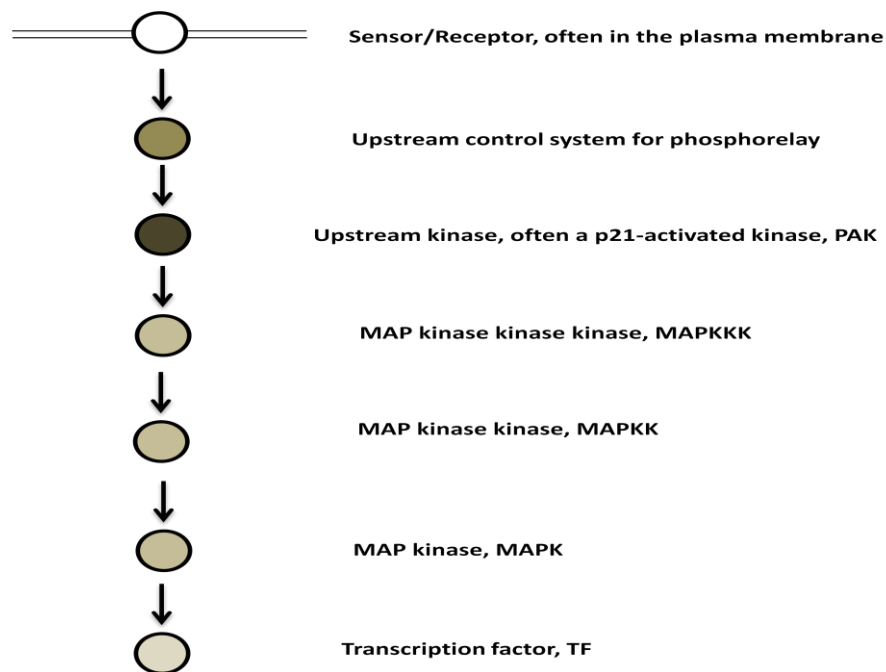 Sensor/Receptor, often in the plasma membrane
Upstream control system for phosphorelay
Upstream kinase, often a p21-activated kinase, PAK
MAP kinase kinase kinase, MAPKKK
MAP kinase kinase, MAPKK
MAP kinase, MAPK
Transcription factor, TF